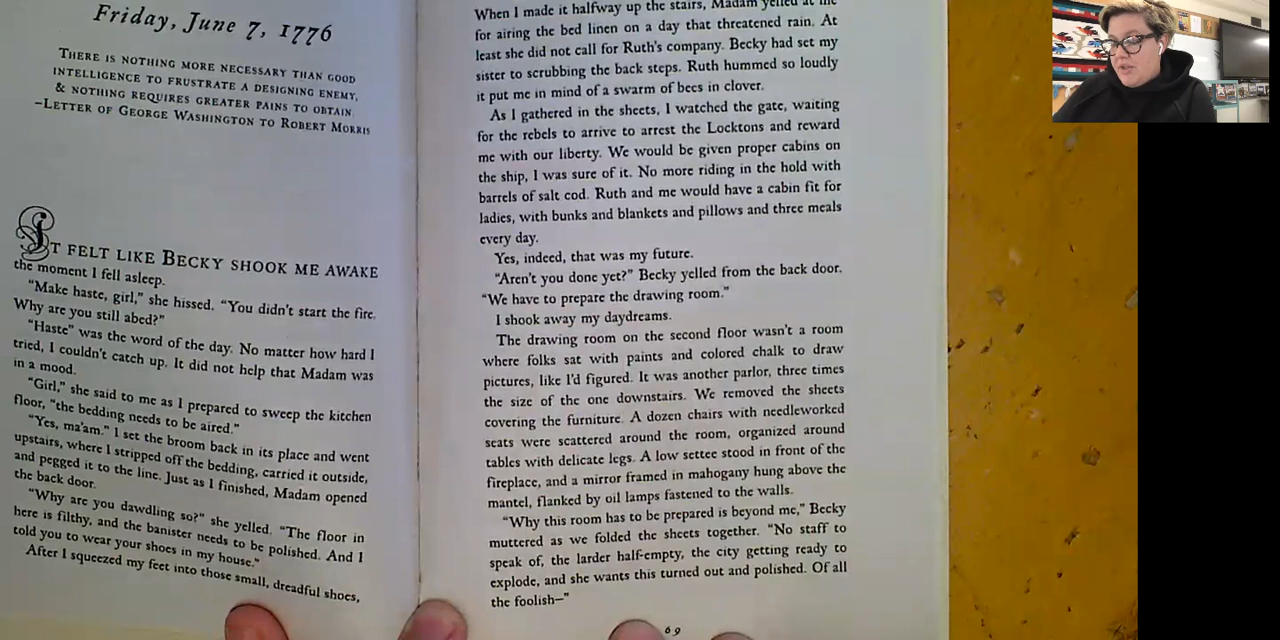 Friday, June 7, 1776
There is nothing more necessary than good
intelligence to frustrate a designing enemy,
& nothing requires greater pains to obtain.
–Letter of George Washington to Robert Morris
It felt like Becky shook me awake
the moment I fell asleep.
"Make haste, girl," she hissed. "You didn't start the fire.
Why are you still abed?"
"Haste" was the word of the day. No matter how hard I
tried, I couldn't catch up. It did not help that Madam was
in a mood.
"Girl," she said to me as I prepared to sweep the kitchen
floor, "the bedding needs to be aired."
"Yes, ma'am." I set the broom back in its place and went
upstairs, where I stripped off the bedding, carried it outside,
and pegged it to the line. Just as I finished, Madam opened
the back door.
"Why are you dawdling so?" she yelled. "The floor in
here is filthy, and the banister needs to be polished. And I
told you to wear your shoes in my house."
After I squeezed my feet into those small, dreadful shoes,
When I made it halfway up the stairs, Madam yelled at me
for airing the bed linen on a day that threatened rain. At
least she did not call for Ruth's company. Becky had set my
sister to scrubbing the back steps. Ruth hummed so loudly
it put me in mind of a swarm of bees in clover.
As I gathered in the sheets, I watched the gate, waiting
for the rebels to arrive to arrest the Locktons and reward
me with our liberty. We would be given proper cabins on
the ship, I was sure of it. No more riding in the hold with
barrels of salt cod. Ruth and me would have a cabin fit for
ladies, with bunks and blankets and pillows and three meals
every day.
Yes, indeed, that was my future.
"Aren't you done yet?" Becky yelled from the back door.
"We have to prepare the drawing room."
I shook away my daydreams.
The drawing room on the second floor wasn't a room
where folks sat with paints and colored chalk to draw
pictures, like I'd figured. It was another parlor, three times
the size of the one downstairs. We removed the sheets
covering the furniture. A dozen chairs with needleworked
seats were scattered around the room, organized around
tables with delicate legs. A low settee stood in front of the
fireplace, and a mirror framed in mahogany hung above the
mantel, flanked by oil lamps fastened to the walls.
"Why this room has to be prepared is beyond me," Becky
muttered as we folded the sheets together. "No staff to
speak of, the larder half-empty, the city getting ready to
explode, and she wants this turned out and polished. Of all
the foolish—"
69